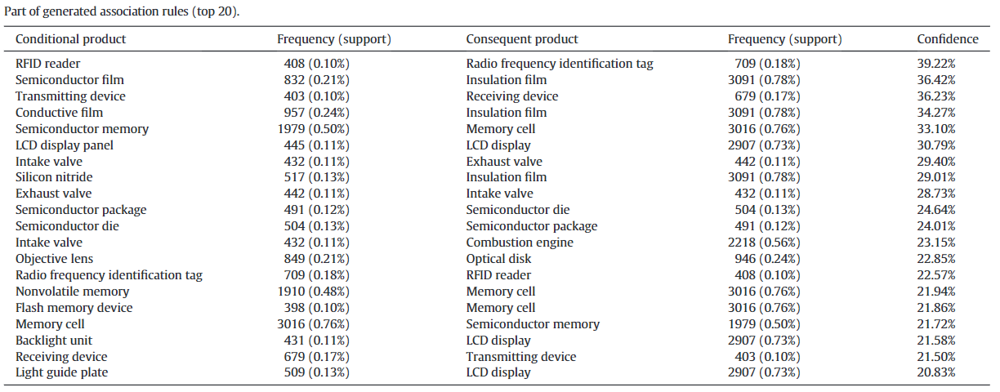 Part of generated association rules (top 20).
Conditional product Frequency (support) Consequent product Frequency (support) Confidence
RFID reader 408 (0.10%) Radio frequency identification tag 709 (0.18%) 39.22%
Semiconductor film 832 (0.21%) Insulation film 3091 (0.78%) 36.42%
Transmitting device 403 (0.10%) Receiving device 679 (0.17%) 36.23%
Conductive film 957 (0.24%) Insulation film 3091 (0.78%) 34.27%
Semiconductor memory 1979 (0.50%) Memory cell 3016 (0.76%) 33.10%
LCD display panel 445 (0.11%) LCD display 2907 (0.73%) 30.79%
Intake valve 432 (0.11%) Exhaust valve 442 (0.11%) 29.40%
Silicon nitride 517 (0.13%) Insulation film 3091 (0.78%) 29.01%
Exhaust valve 442 (0.11%) Intake valve 432 (0.11%) 28.73%
Semiconductor package 491 (0.12%) Semiconductor die 504 (0.13%) 24.64%
Semiconductor die 504 (0.13%) Semiconductor package 491 (0.12%) 24.01%
Intake valve 432 (0.11%) Combustion engine 2218 (0.56%) 23.15%
Objective lens 849 (0.21%) Optical disk 946 (0.24%) 22.85%
Radio frequency identification tag 709 (0.18%) RFID reader 408 (0.10%) 22.57%
Nonvolatile memory 1910 (0.48%) Memory cell 3016 (0.76%) 21.94%
Flash memory device 398 (0.10%) Memory cell 3016 (0.76%) 21.86%
Memory cell 3016 (0.76%) Semiconductor memory 1979 (0.50%) 21.72%
Backlight unit 431 (0.11%) LCD display 2907 (0.73%) 21.58%
Receiving device 679 (0.17%) Transmitting device 403 (0.10%) 21.50%
Light guide plate 509 (0.13%) LCD display 2907 (0.73%) 20.83%